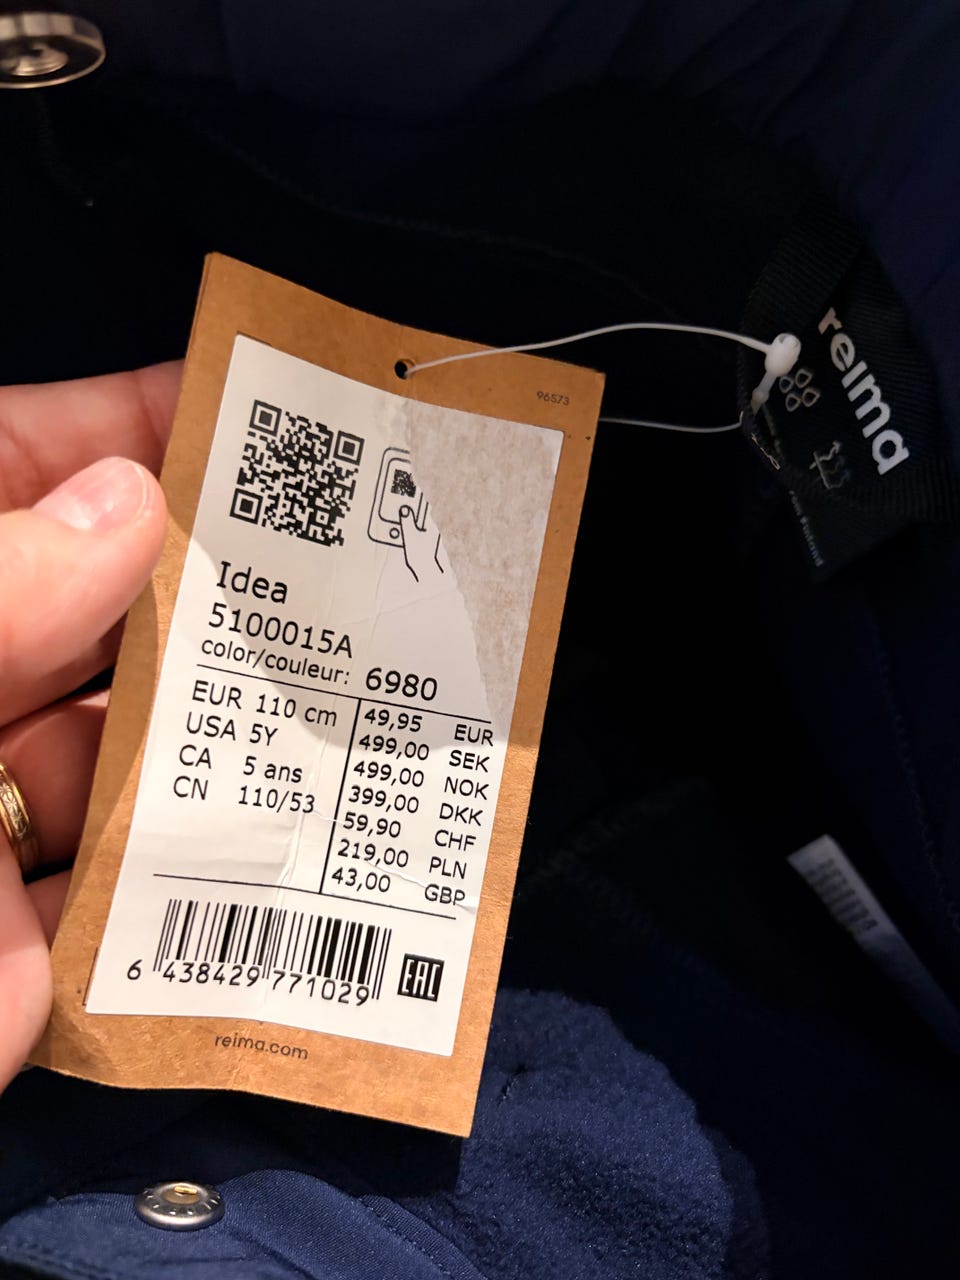 96573
reima
Idea
5100015A
color/couleur: 6980
EUR 110 cm
USA 5Y
CA 5 ans
CN 110/53
49,95 EUR
499,00 SEK
499,00 NOK
399,00 DKK
59,90 CHF
219,00 PLN
43,00 GBP
6 438429 771029
EAC
reima.com